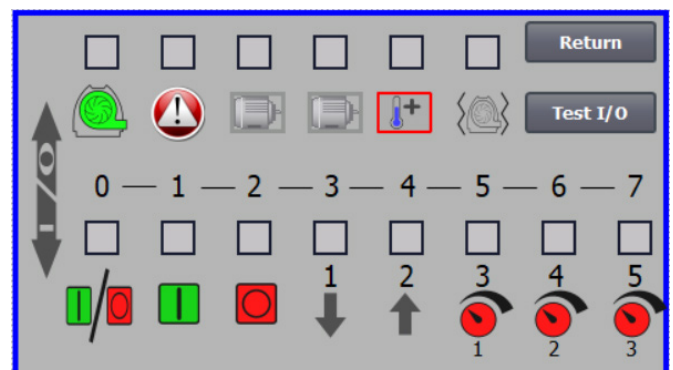 Return
Test I/O
I/O
0 — 1 — 2 — 3 — 4 — 5 — 6 — 7
1 2 3 4 5
1 2 3